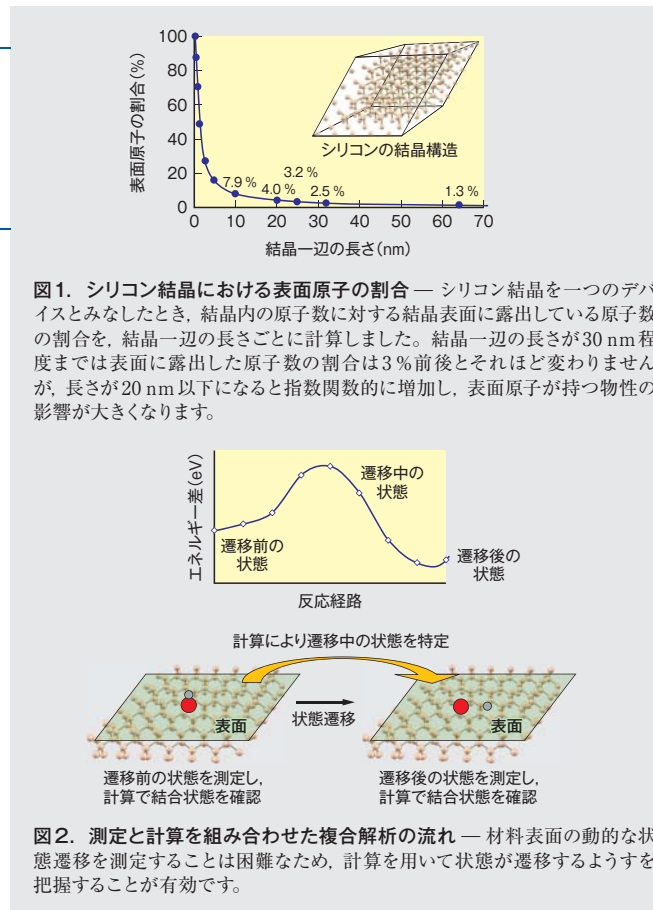 100
80
60
40
20
0
表面原子の割合(%)
シリコンの結晶構造
7.9 %
4.0 %
3.2 %
2.5 %
1.3 %
0 10 20 30 40 50 60 70
結晶一辺の長さ(nm)
図1. シリコン結晶における表面原子の割合 — シリコン結晶を一つのデバ
イスとみなしたとき, 結晶内の原子数に対する結晶表面に露出している原子数
の割合を, 結晶一辺の長さごとに計算しました。結晶一辺の長さが30 nm程
度までは表面に露出した原子数の割合は3 %前後とそれほど変わりません
が, 長さが20 nm以下になると指数関数的に増加し, 表面原子が持つ物性の
影響が大きくなります。
エネルギー差(eV)
遷移前の
状態
遷移中の
状態
遷移後の
状態
反応経路
計算により遷移中の状態を特定
表面
状態遷移
表面
遷移前の状態を測定し,
計算で結合状態を確認
遷移後の状態を測定し,
計算で結合状態を確認
図2. 測定と計算を組み合わせた複合解析の流れ — 材料表面の動的な状
態遷移を測定することは困難なため, 計算を用いて状態が遷移するようすを
把握することが有効です。